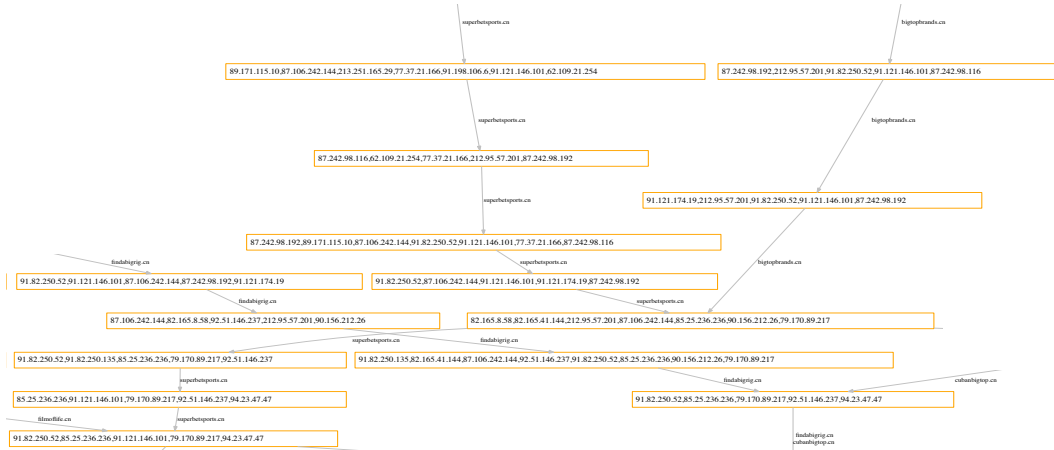 superbetsports.cn
bigtopbrands.cn
89.171.115.10,87.106.242.144,213.251.165.29,77.37.21.166,91.198.106.6,91.121.146.101,62.109.21.254
87.242.98.192,212.95.57.201,91.82.250.52,91.121.146.101,87.242.98.116
superbetsports.cn
bigtopbrands.cn
87.242.98.116,62.109.21.254,77.37.21.166,212.95.57.201,87.242.98.192
superbetsports.cn
91.121.174.19,212.95.57.201,91.82.250.52,91.121.146.101,87.242.98.192
87.242.98.192,89.171.115.10,87.106.242.144,91.82.250.52,91.121.146.101,77.37.21.166,87.242.98.116
findabigrig.cn
superbetsports.cn
bigtopbrands.cn
91.82.250.52,91.121.146.101,87.106.242.144,87.242.98.192,91.121.174.19
91.82.250.52,87.106.242.144,91.121.146.101,91.121.174.19,87.242.98.192
findabigrig.cn
superbetsports.cn
87.106.242.144,82.165.8.58,92.51.146.237,212.95.57.201,90.156.212.26
82.165.8.58,82.165.41.144,212.95.57.201,87.106.242.144,85.25.236.236,90.156.212.26,79.170.89.217
superbetsports.cn
findabigrig.cn
91.82.250.52,91.82.250.135,85.25.236.236,79.170.89.217,92.51.146.237
91.82.250.135,82.165.41.144,87.106.242.144,92.51.146.237,91.82.250.52,85.25.236.236,90.156.212.26,79.170.89.217
superbetsports.cn
findabigrig.cn
cubanbigtop.cn
85.25.236.236,91.121.146.101,79.170.89.217,92.51.146.237,94.23.47.47
91.82.250.52,85.25.236.236,79.170.89.217,92.51.146.237,94.23.47.47
filmoflife.cn
superbetsports.cn
91.82.250.52,85.25.236.236,91.121.146.101,79.170.89.217,94.23.47.47
findabigrig.cn
cubanbigtop.cn